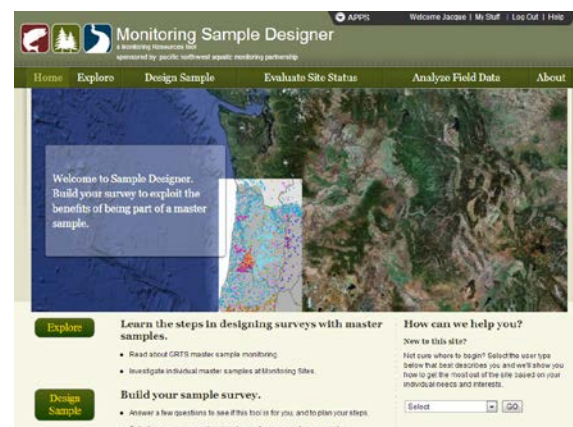 APPS
Welcome Jacque | My Stuff | Log Out | Help
Monitoring Sample Designer
a Monitoring Resources tool
sponsored by pacific northwest aquatic monitoring partnership
Home Explore Design Sample Evaluate Site Status Analyze Field Data About
Welcome to Sample Designer.
Build your survey to exploit the
benefits of being part of a master
sample.
Explore
Learn the steps in designing surveys with master
samples.
Read about GRTS master sample monitoring.
Investigate individual master samples at Monitoring Sites.
Design
Sample
Build your sample survey.
Answer a few questions to see if this tool is for you, and to plan your steps.
How can we help you?
New to this site?
Not sure where to begin? Select the user type
below that best describes you and we'll show you
how to get the most out of the site based on your
individual needs and interests.
Select GO